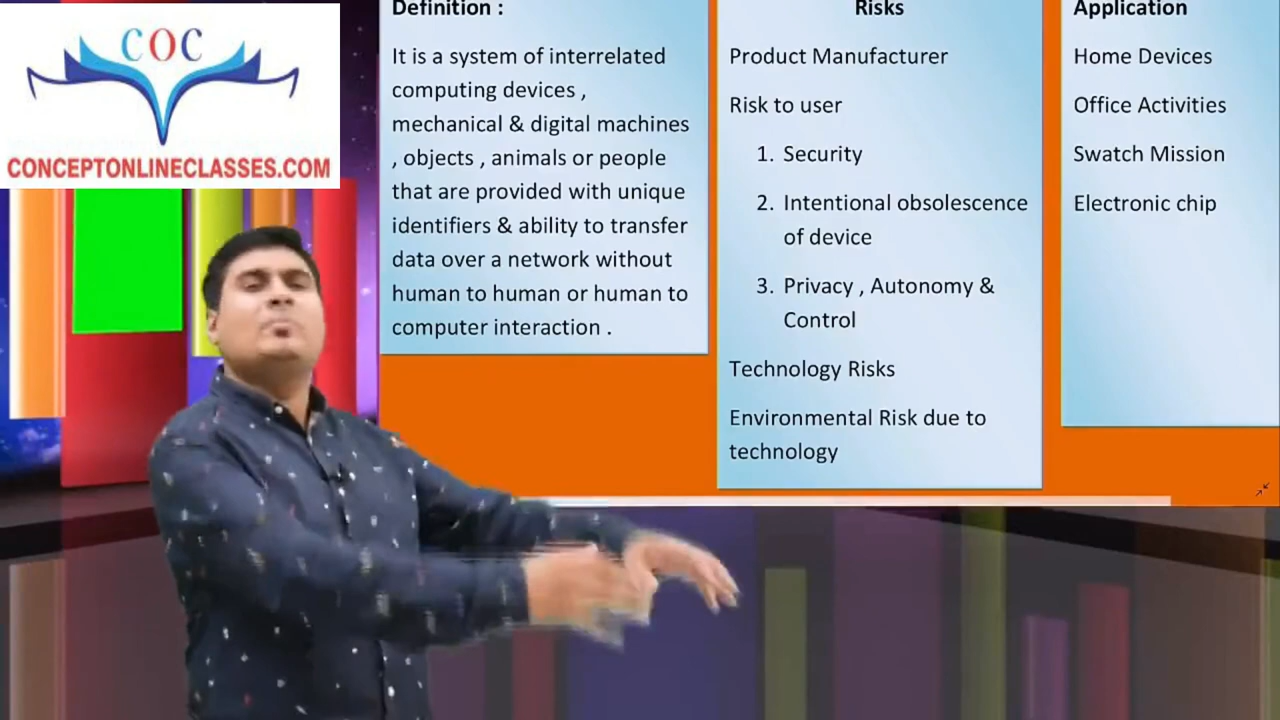 COC
CONCEPTONLINECLASSES.COM
Definition :
It is a system of interrelated
computing devices ,
mechanical & digital machines
, objects , animals or people
that are provided with unique
identifiers & ability to transfer
data over a network without
human to human or human to
computer interaction .
Risks
Product Manufacturer
Risk to user
1. Security
2. Intentional obsolescence
of device
3. Privacy , Autonomy &
Control
Technology Risks
Environmental Risk due to
technology
Application
Home Devices
Office Activities
Swatch Mission
Electronic chip